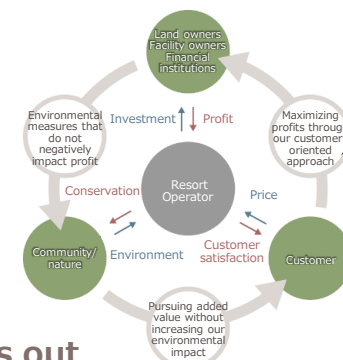 Land owners
Facility owners
Financial
institutions
Environmental
measures that
do not
negatively
impact profit
Investment
Profit
Maximizing
profits through
our customer
oriented
approach
Conservation
Resort
Operator
Price
Community/
nature
Environment
Customer
satisfaction
Customer
Pursuing added
value without
increasing our
environmental
impact
s out